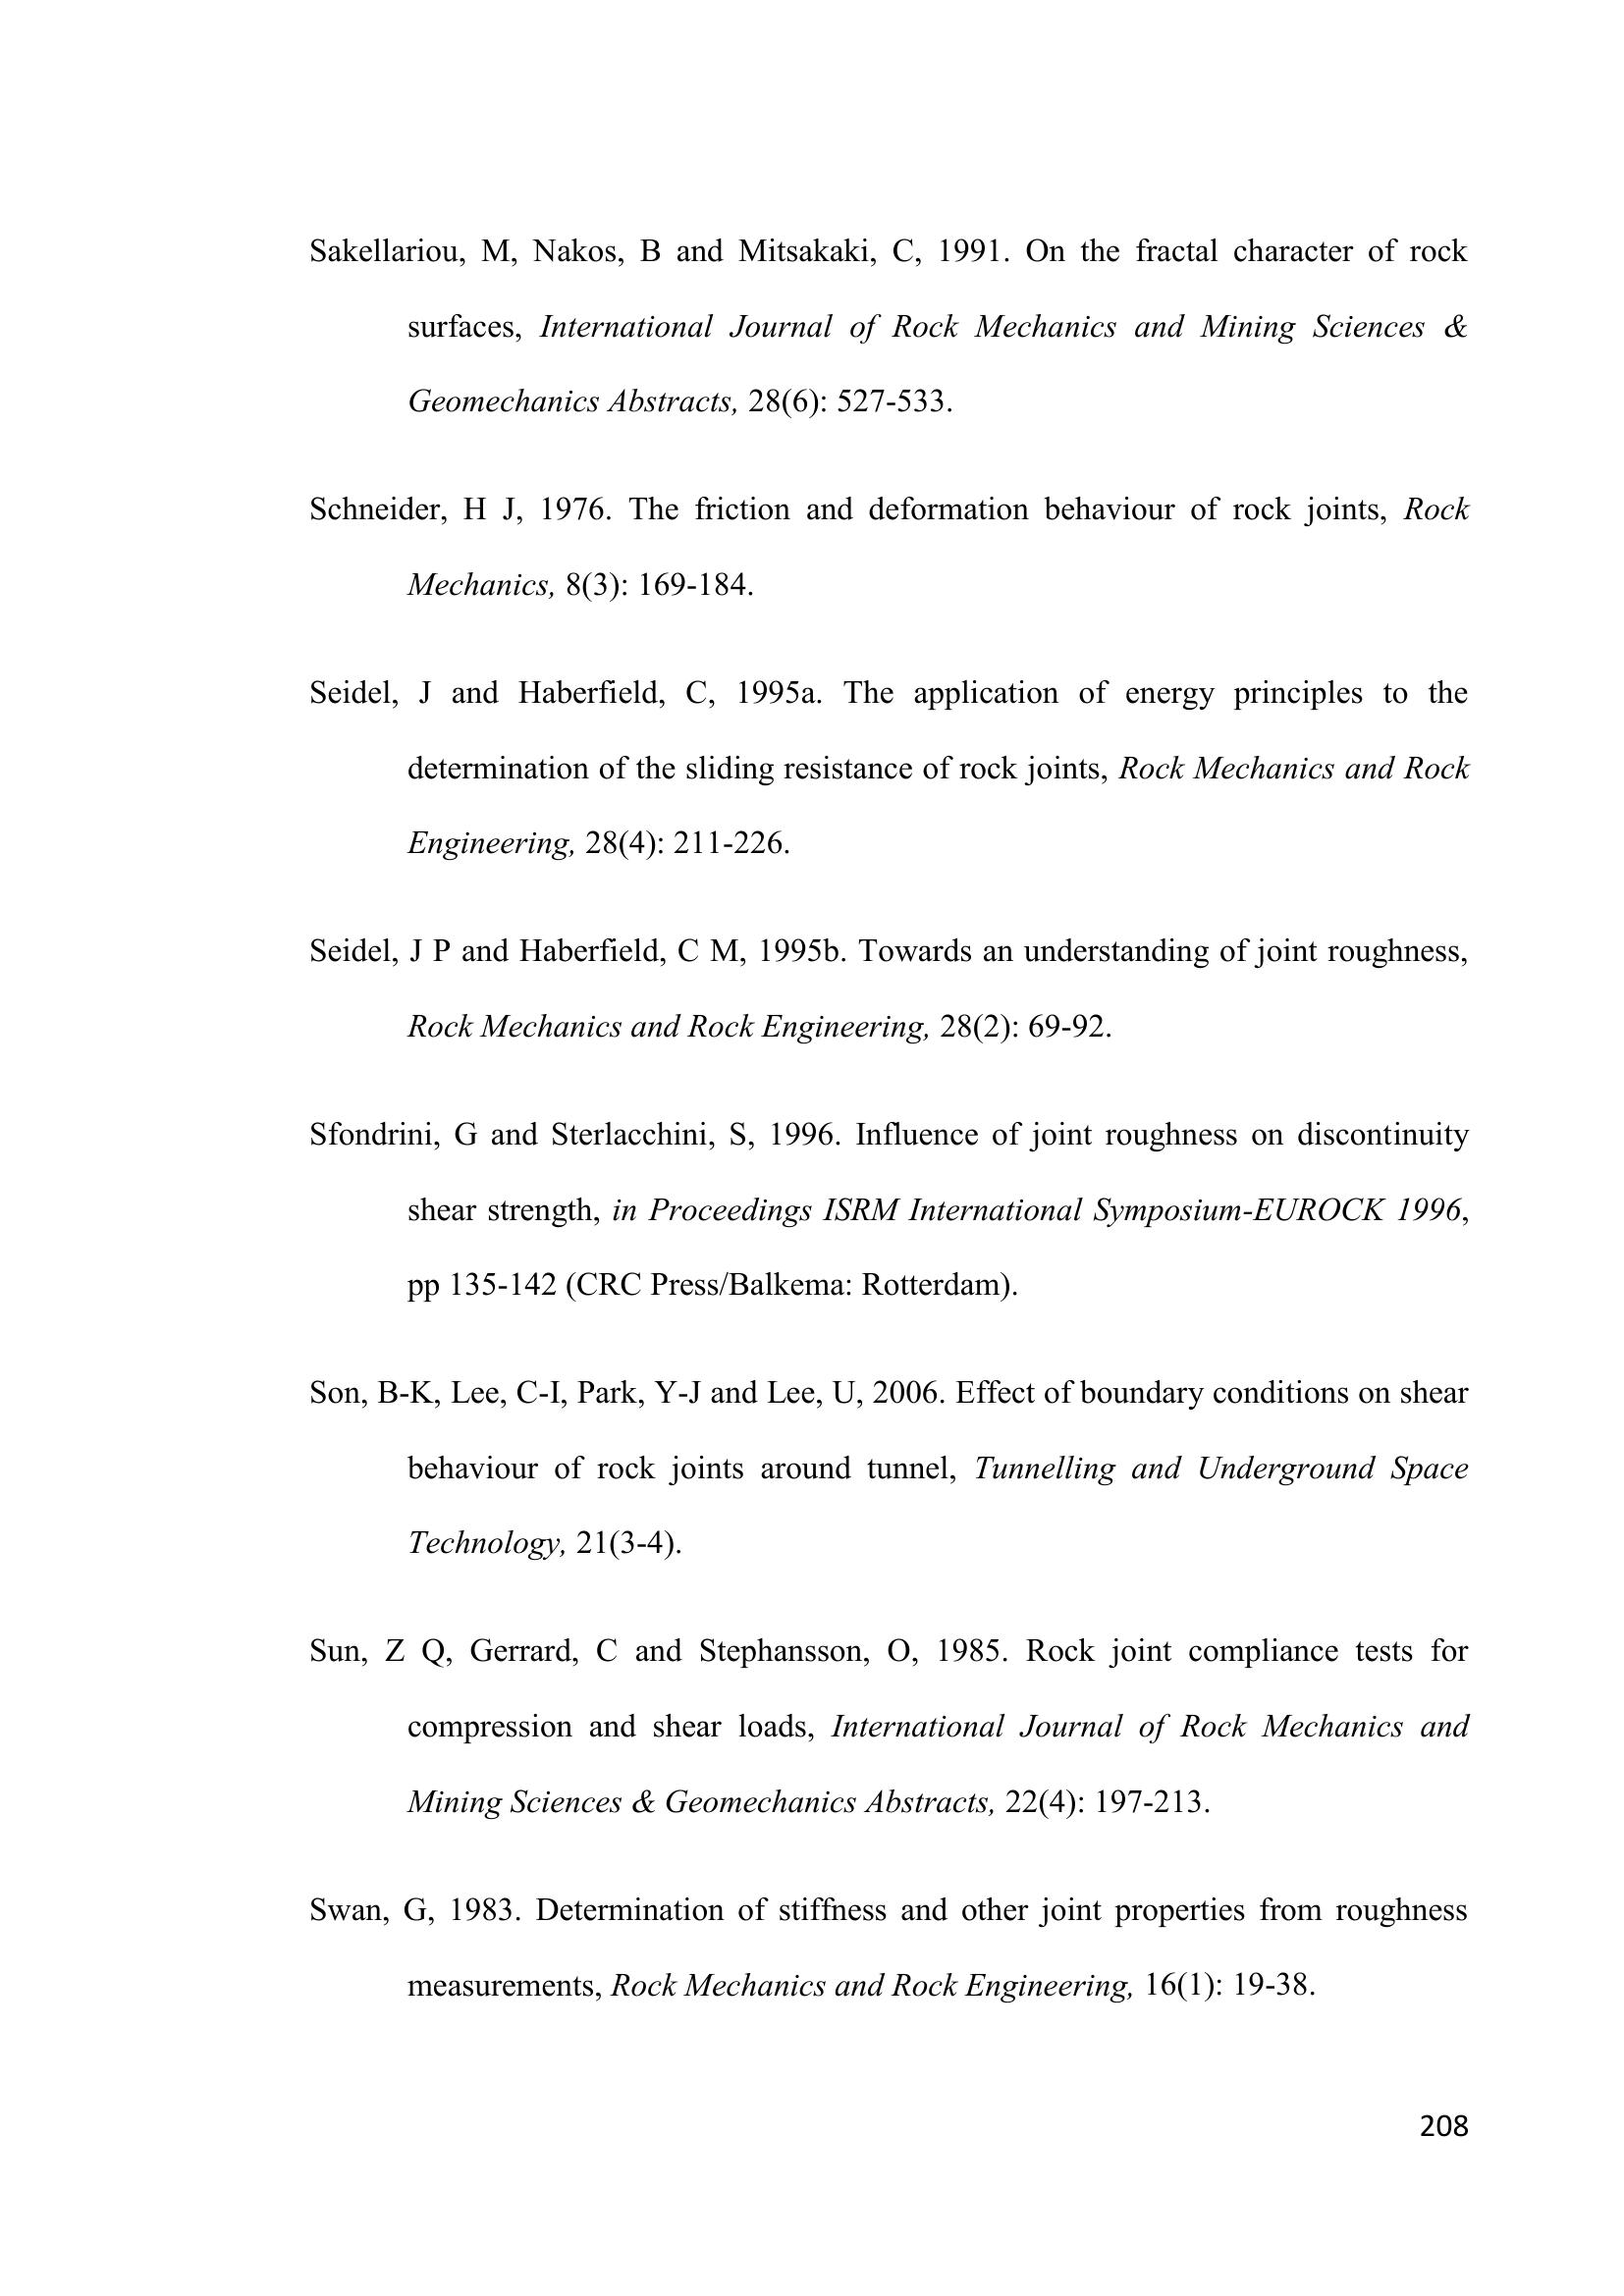 Sakellariou, M, Nakos, B and Mitsakaki, C, 1991. On the fractal character of rock
surfaces, International Journal of Rock Mechanics and Mining Sciences &
Geomechanics Abstracts, 28(6): 527-533.
Schneider, H J, 1976. The friction and deformation behaviour of rock joints, Rock
Mechanics, 8(3): 169-184.
Seidel, J and Haberfield, C, 1995a. The application of energy principles to the
determination of the sliding resistance of rock joints, Rock Mechanics and Rock
Engineering, 28(4): 211-226.
Seidel, J P and Haberfield, C M, 1995b. Towards an understanding of joint roughness,
Rock Mechanics and Rock Engineering, 28(2): 69-92.
Sfondrini, G and Sterlacchini, S, 1996. Influence of joint roughness on discontinuity
shear strength, in Proceedings ISRM International Symposium-EUROCK 1996,
pp 135-142 (CRC Press/Balkema: Rotterdam).
Son, B-K, Lee, C-I, Park, Y-J and Lee, U, 2006. Effect of boundary conditions on shear
behaviour of rock joints around tunnel, Tunnelling and Underground Space
Technology, 21(3-4).
Sun, Z Q, Gerrard, C and Stephansson, O, 1985. Rock joint compliance tests for
compression and shear loads, International Journal of Rock Mechanics and
Mining Sciences & Geomechanics Abstracts, 22(4): 197-213.
Swan, G, 1983. Determination of stiffness and other joint properties from roughness
measurements, Rock Mechanics and Rock Engineering, 16(1): 19-38.
208